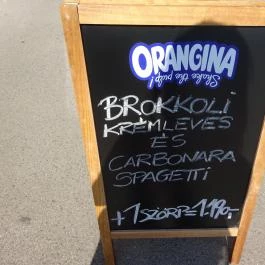 ORANGINA
Shake the pulp!
BROKKOLI
KRÉMLEVES
ÉS
CARBONARA
SPAGETTI
+1 SZÖRP=1.190,-